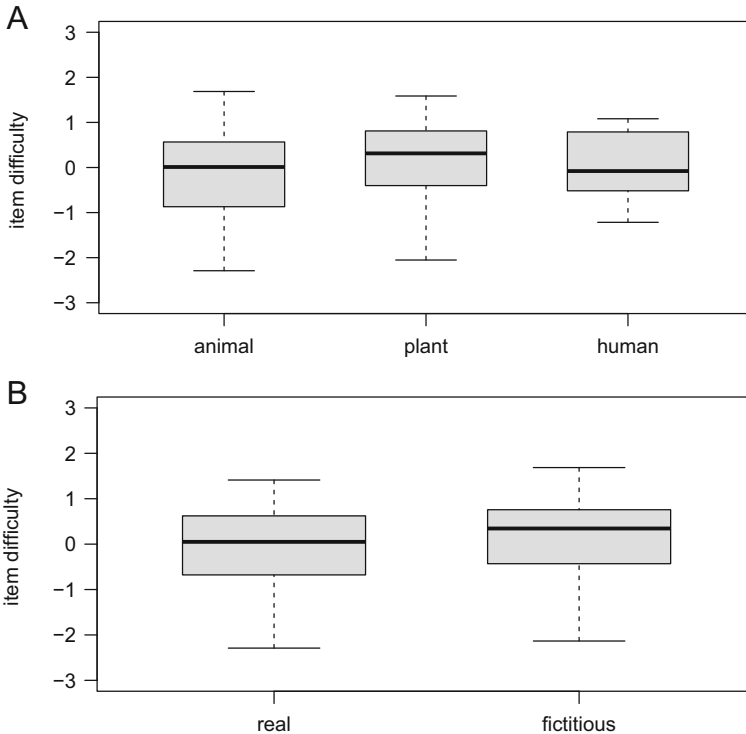 A
item difficulty
3
2
1
0
−1
−2
−3
animal plant human
B
item difficulty
3
2
1
0
−1
−2
−3
real fictitious